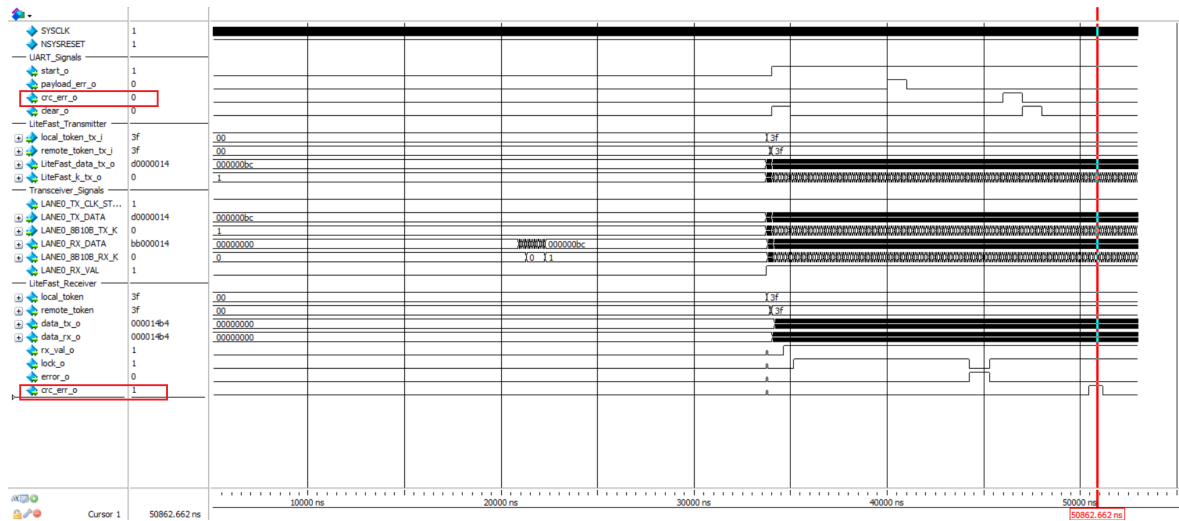 SYSCLK 1
NSYSRESET 1
UART_Signals
start_o 1
payload_err_o 0
crc_err_o 0
clear_o 0
LiteFast_Transmitter
local_token_tx_i 3f 00 3f
remote_token_tx_i 3f 00 3f
LiteFast_data_tx_o d0000014 000000bc
LiteFast_k_tx_o 0 1
Transceiver_Signals
LANE0_TX_CLK_ST... 1
LANE0_TX_DATA d0000014 000000bc
LANE0_8B10B_TX_K 0 1
LANE0_RX_DATA bb000014 00000000 000000bc
LANE0_8B10B_RX_K 0 0 0 1
LANE0_RX_VAL 1
LiteFast_Receiver
local_token 3f 00 3f
remote_token 3f 00 3f
data_tx_o 000014b4 00000000
data_rx_o 000014b4 00000000
rx_val_o 1
lock_o 1
error_o 0
crc_err_o 1
10000 ns 20000 ns 30000 ns 40000 ns 50000 ns
Cursor 1 50862.662 ns 50862.662 ns